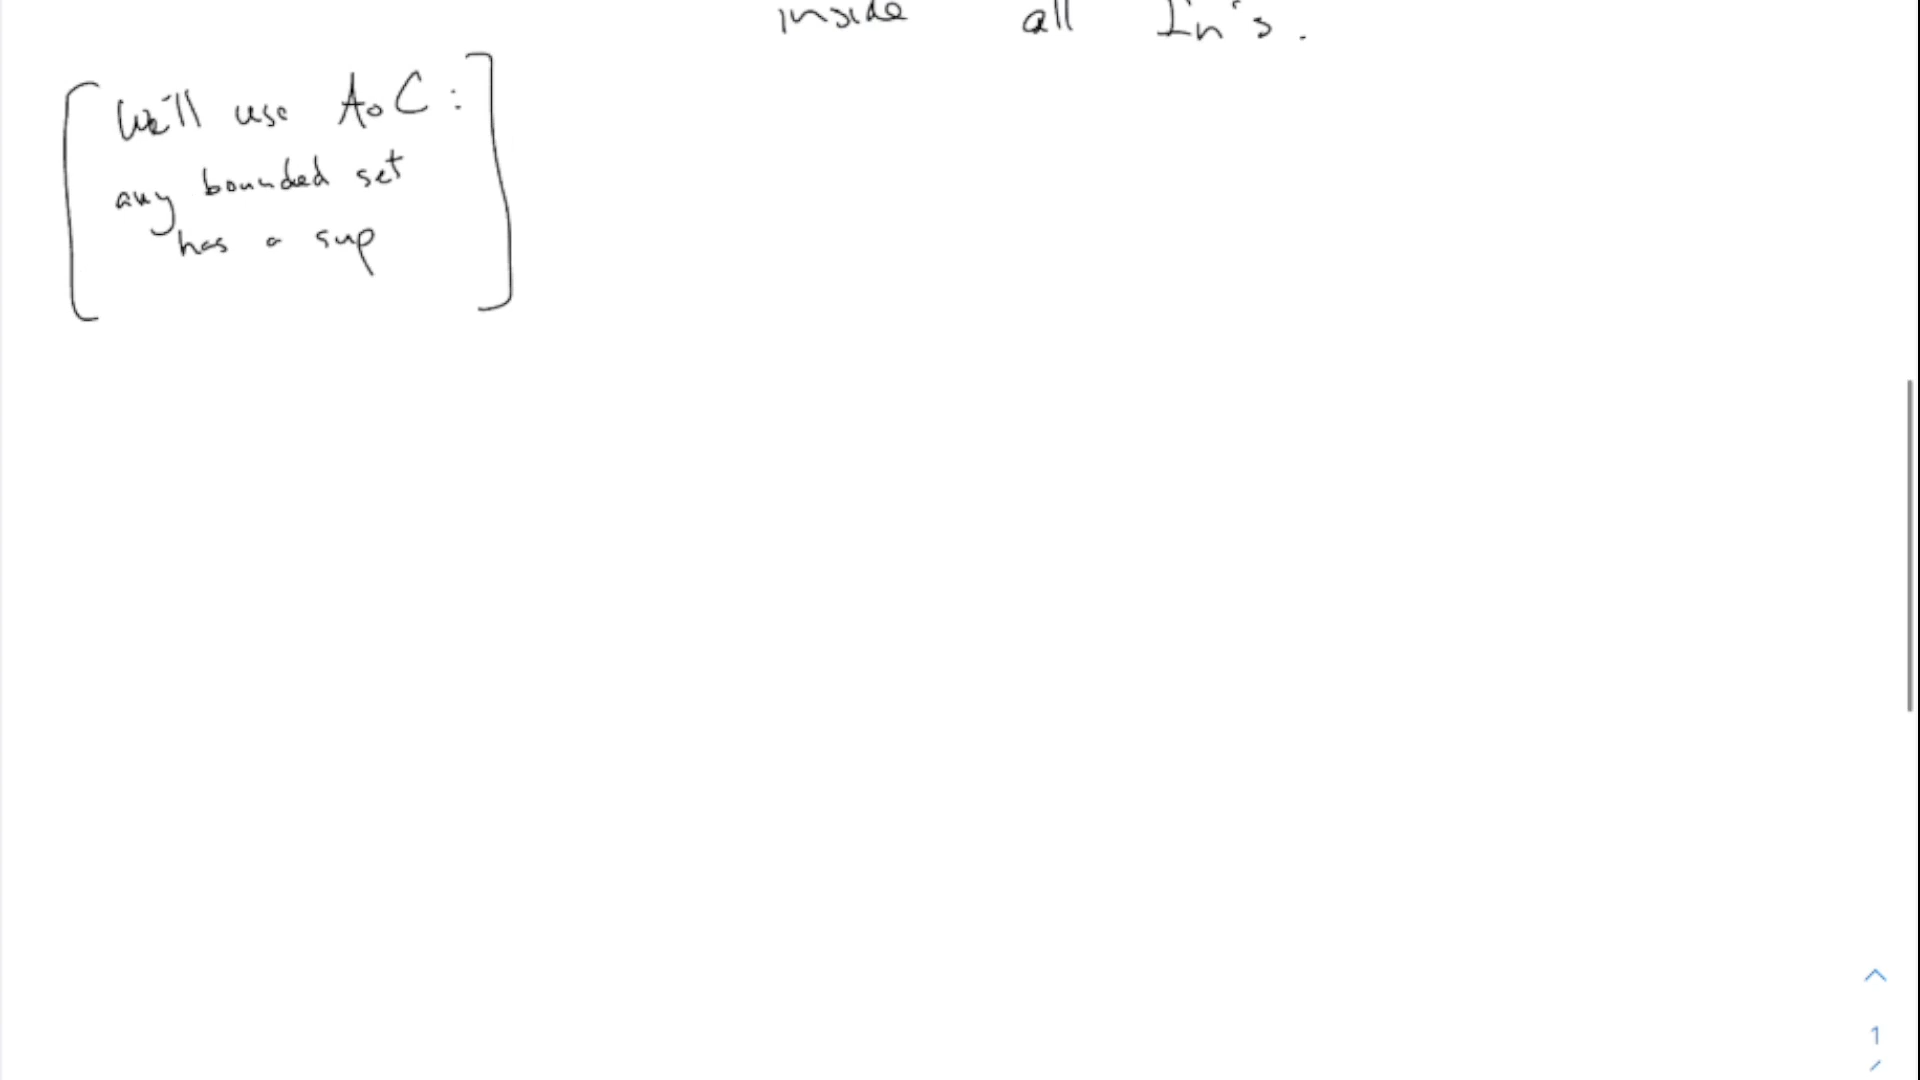 inside all In's.
We'll use AoC:
any bounded set
has a sup
1